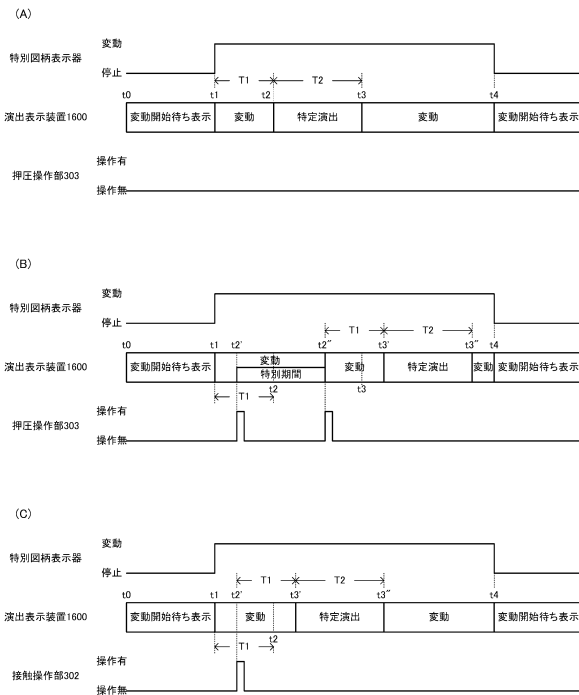 (A)
変動
特別図柄表示器
停止
T1 T2
t0 t1 t2 t3 t4
演出表示装置1600 変動開始待ち表示 変動 特定演出 変動 変動開始待ち表示
操作有
押圧操作部303
操作無
(B)
変動
特別図柄表示器
停止
T1 T2
t0 t1 t2' t2" t3' t3" t4
演出表示装置1600 変動開始待ち表示 変動 特別期間 変動 特定演出 変動 変動開始待ち表示
t2 t3
T1
操作有
押圧操作部303
操作無
(C)
変動
特別図柄表示器
停止
T1 T2
t0 t1 t2' t3' t3" t4
演出表示装置1600 変動開始待ち表示 変動 特定演出 変動 変動開始待ち表示
t2
T1
操作有
接触操作部302
操作無